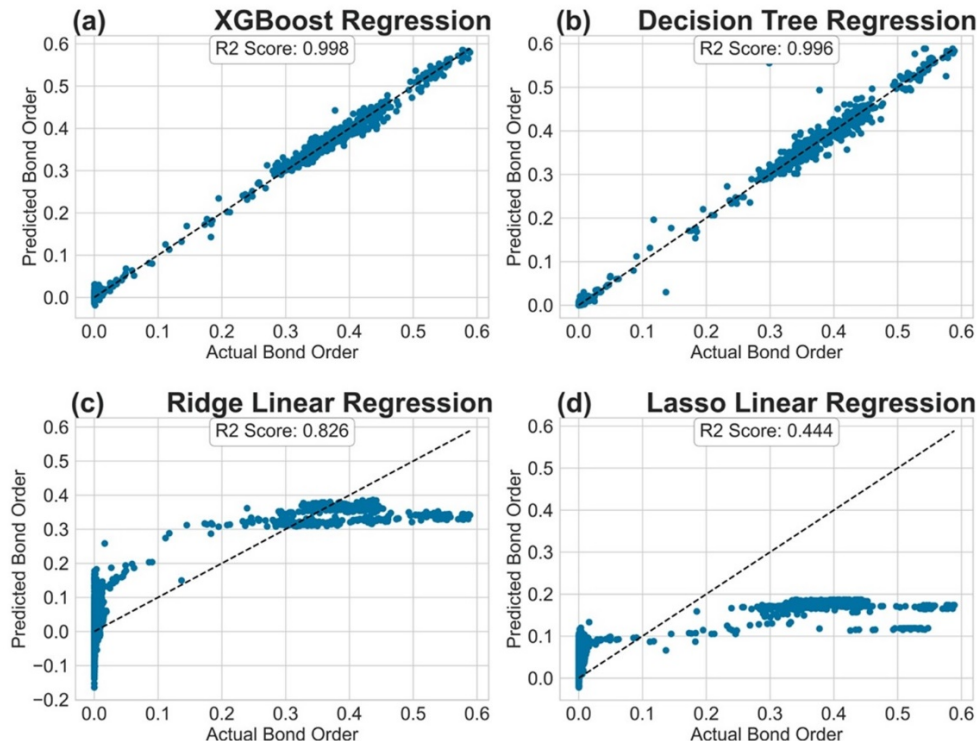 (a) XGBoost Regression
R2 Score: 0.998
Predicted Bond Order
0.6
0.5
0.4
0.3
0.2
0.1
0.0
0.0 0.1 0.2 0.3 0.4 0.5 0.6
Actual Bond Order
(b) Decision Tree Regression
R2 Score: 0.996
Predicted Bond Order
0.6
0.5
0.4
0.3
0.2
0.1
0.0
0.0 0.1 0.2 0.3 0.4 0.5 0.6
Actual Bond Order
(c) Ridge Linear Regression
R2 Score: 0.826
Predicted Bond Order
0.6
0.5
0.4
0.3
0.2
0.1
0.0
−0.1
−0.2
0.0 0.1 0.2 0.3 0.4 0.5 0.6
Actual Bond Order
(d) Lasso Linear Regression
R2 Score: 0.444
Predicted Bond Order
0.6
0.5
0.4
0.3
0.2
0.1
0.0
0.0 0.1 0.2 0.3 0.4 0.5 0.6
Actual Bond Order